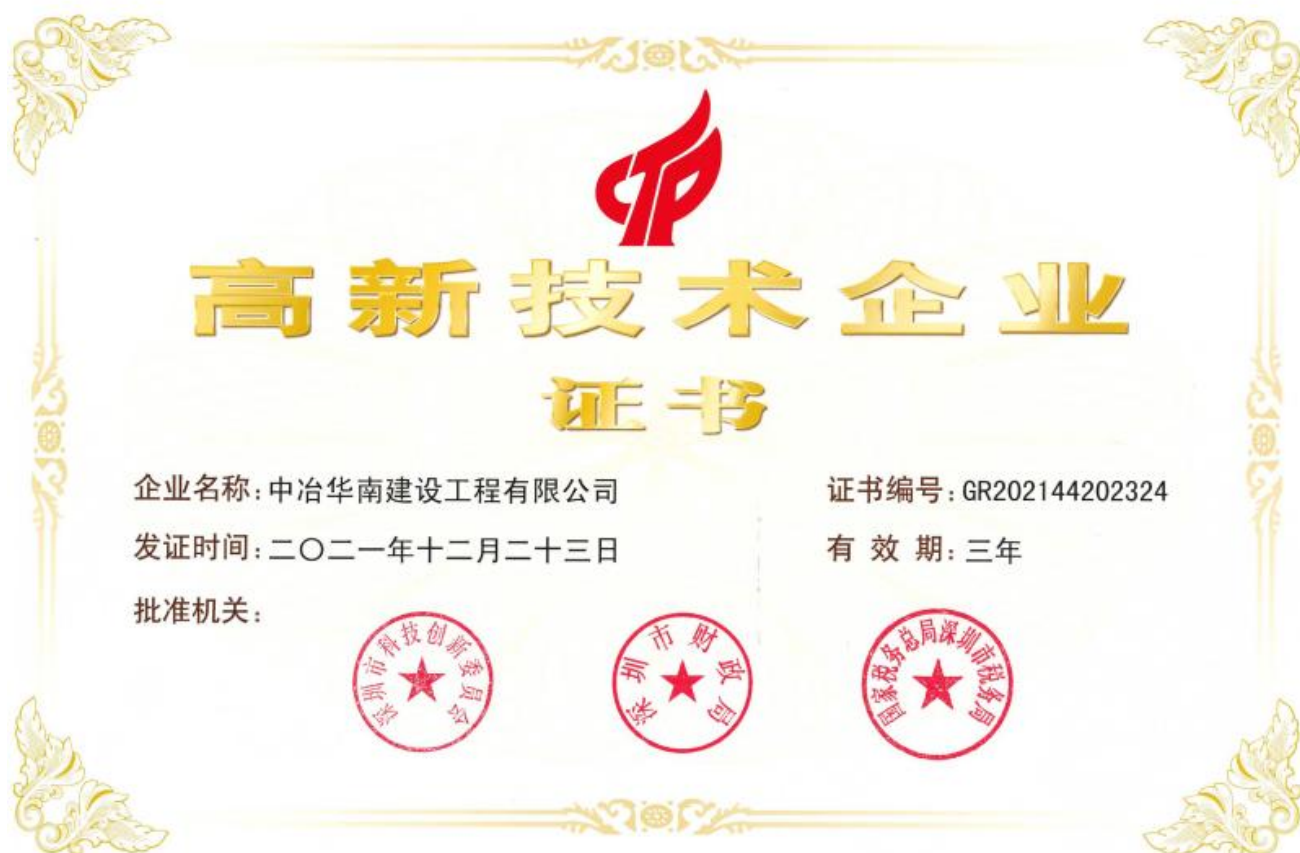 高新技术企业
证书
企业名称：中冶华南建设工程有限公司
证书编号：GR202144202324
发证时间：二〇二一年十二月二十三日
有效期：三年
批准机关：
深圳市科技创新委员会
深圳市财政局
国家税务总局深圳市税务局